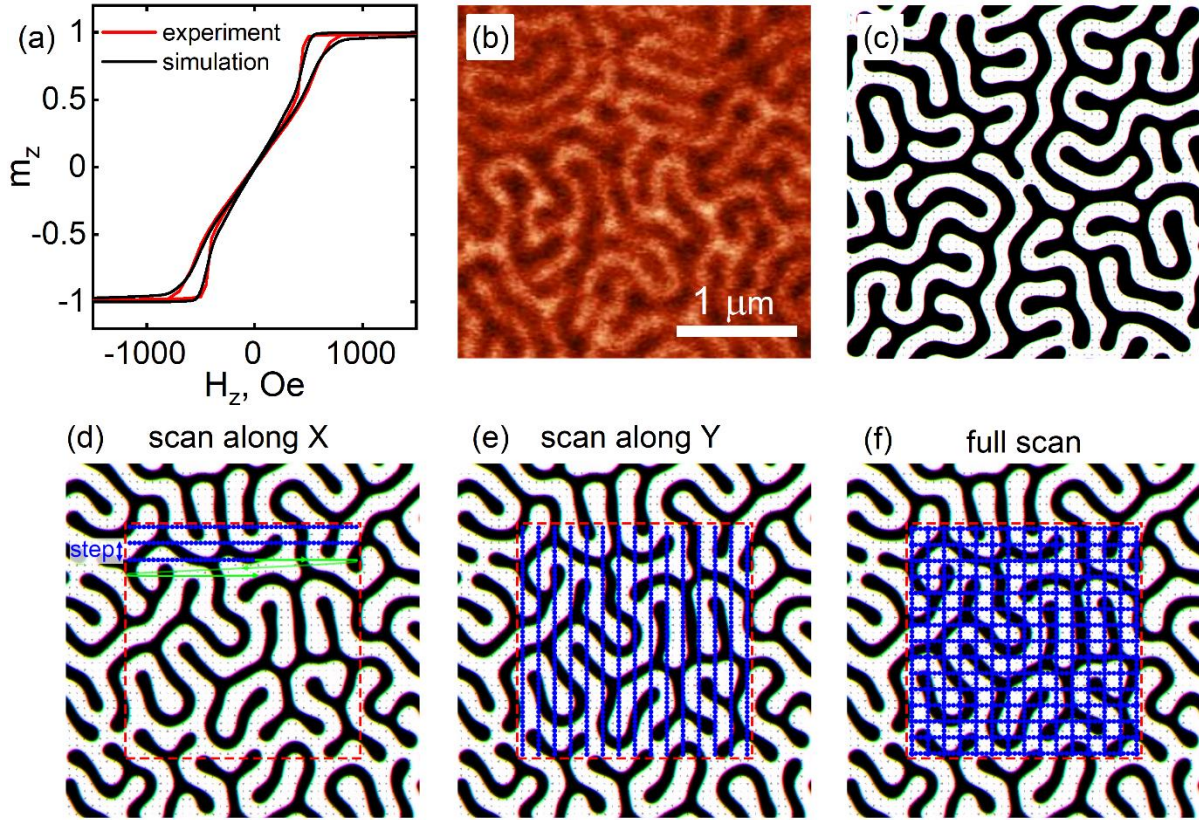 (a)
experiment
simulation
1
0.5
0
-0.5
-1
m_z
-1000 0 1000
H_z, Oe
(b)
1 μm
(c)
(d) scan along X
step
(e) scan along Y
(f) full scan